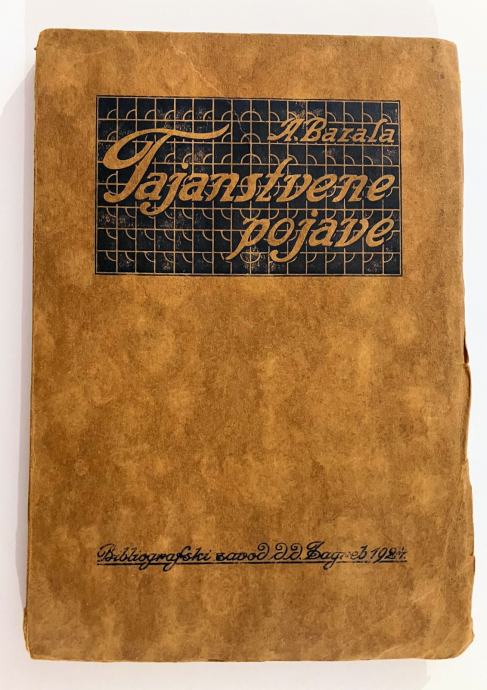 A. Bazala
Tajanstvene
pojave
Bibliografski zavod D.D. Zagreb 1924.